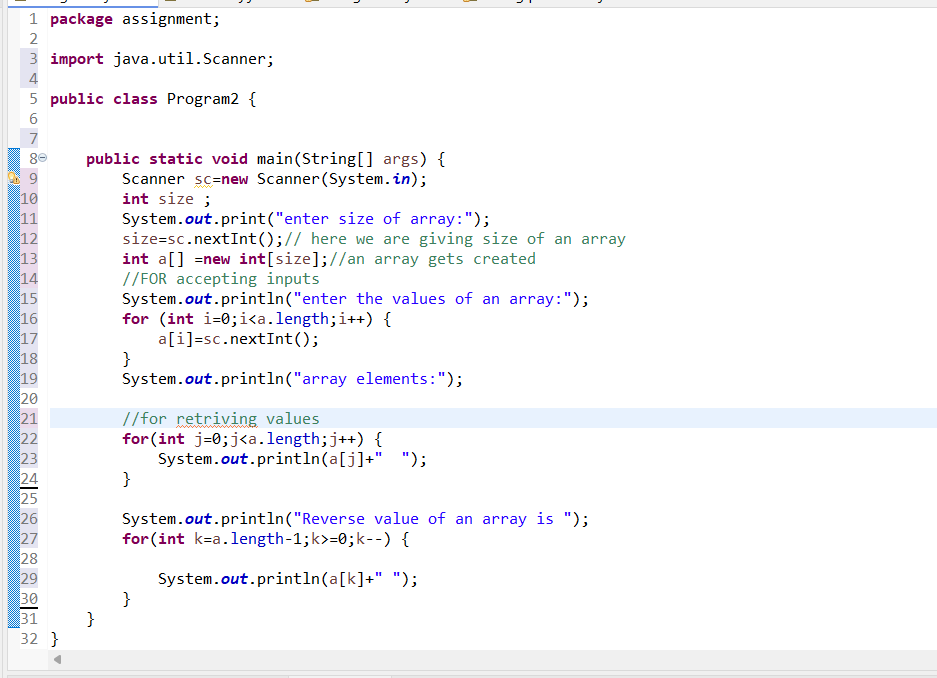 1 package assignment;
2
3 import java.util.Scanner;
4
5 public class Program2 {
6
7
8 public static void main(String[] args) {
9 Scanner sc=new Scanner(System.in);
10 int size ;
11 System.out.print("enter size of array:");
12 size=sc.nextInt();// here we are giving size of an array
13 int a[] =new int[size];//an array gets created
14 //FOR accepting inputs
15 System.out.println("enter the values of an array:");
16 for (int i=0;i<a.length;i++) {
17 a[i]=sc.nextInt();
18 }
19 System.out.println("array elements:");
20
21 //for retriving values
22 for(int j=0;j<a.length;j++) {
23 System.out.println(a[j]+"  ");
24 }
25
26 System.out.println("Reverse value of an array is ");
27 for(int k=a.length-1;k>=0;k--) {
28
29 System.out.println(a[k]+" ");
30 }
31 }
32 }